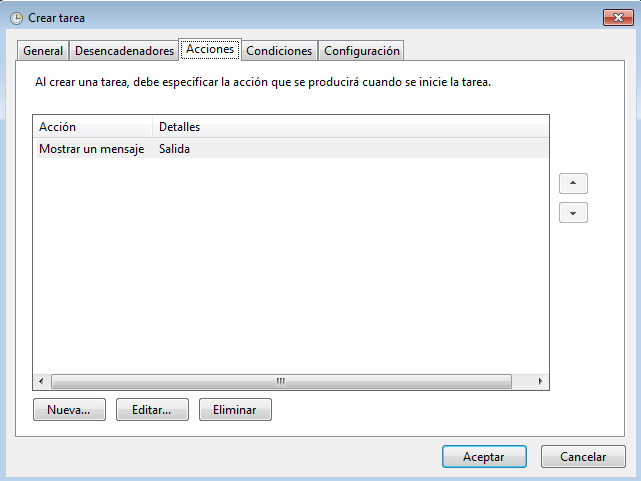 Crear tarea
General Desencadenadores Acciones Condiciones Configuración
Al crear una tarea, debe especificar la acción que se producirá cuando se inicie la tarea.
Acción Detalles
Mostrar un mensaje Salida
Nueva... Editar... Eliminar
Aceptar Cancelar